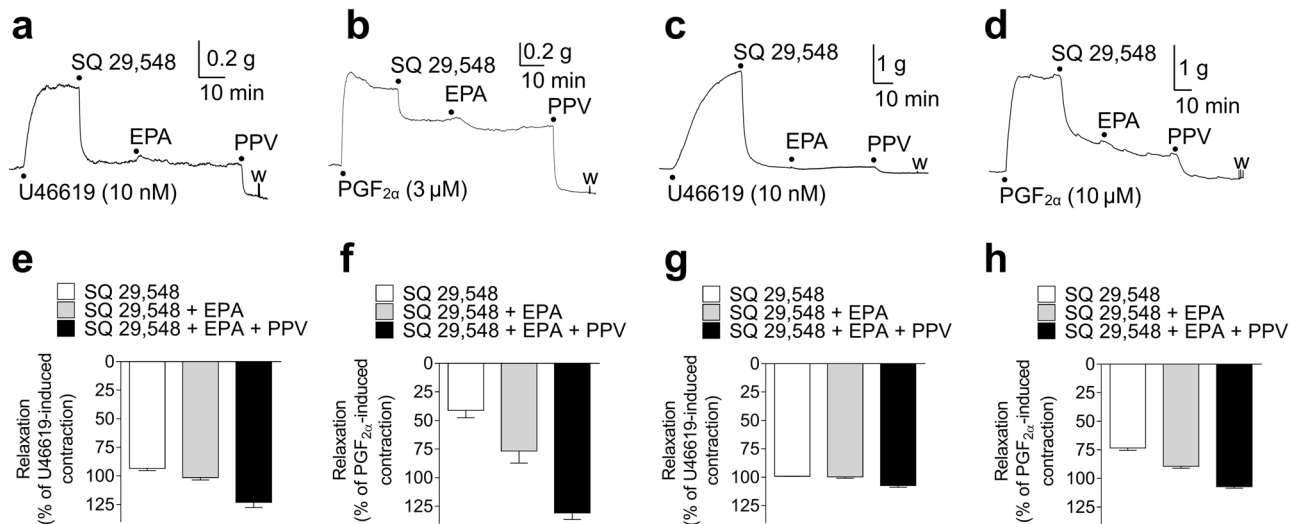 a
SQ 29,548
0.2 g
10 min
EPA
PPV
w
U46619 (10 nM)
b
SQ 29,548
0.2 g
10 min
EPA
PPV
w
PGF2α (3 μM)
c
SQ 29,548
1 g
10 min
EPA
PPV
w
U46619 (10 nM)
d
SQ 29,548
1 g
10 min
EPA
PPV
w
PGF2α (10 μM)
e
SQ 29,548
SQ 29,548 + EPA
SQ 29,548 + EPA + PPV
Relaxation
(% of U46619-induced
contraction)
0
25
50
75
100
125
f
SQ 29,548
SQ 29,548 + EPA
SQ 29,548 + EPA + PPV
Relaxation
(% of PGF2α-induced
contraction)
0
25
50
75
100
125
g
SQ 29,548
SQ 29,548 + EPA
SQ 29,548 + EPA + PPV
Relaxation
(% of U46619-induced
contraction)
0
25
50
75
100
125
h
SQ 29,548
SQ 29,548 + EPA
SQ 29,548 + EPA + PPV
Relaxation
(% of PGF2α-induced
contraction)
0
25
50
75
100
125